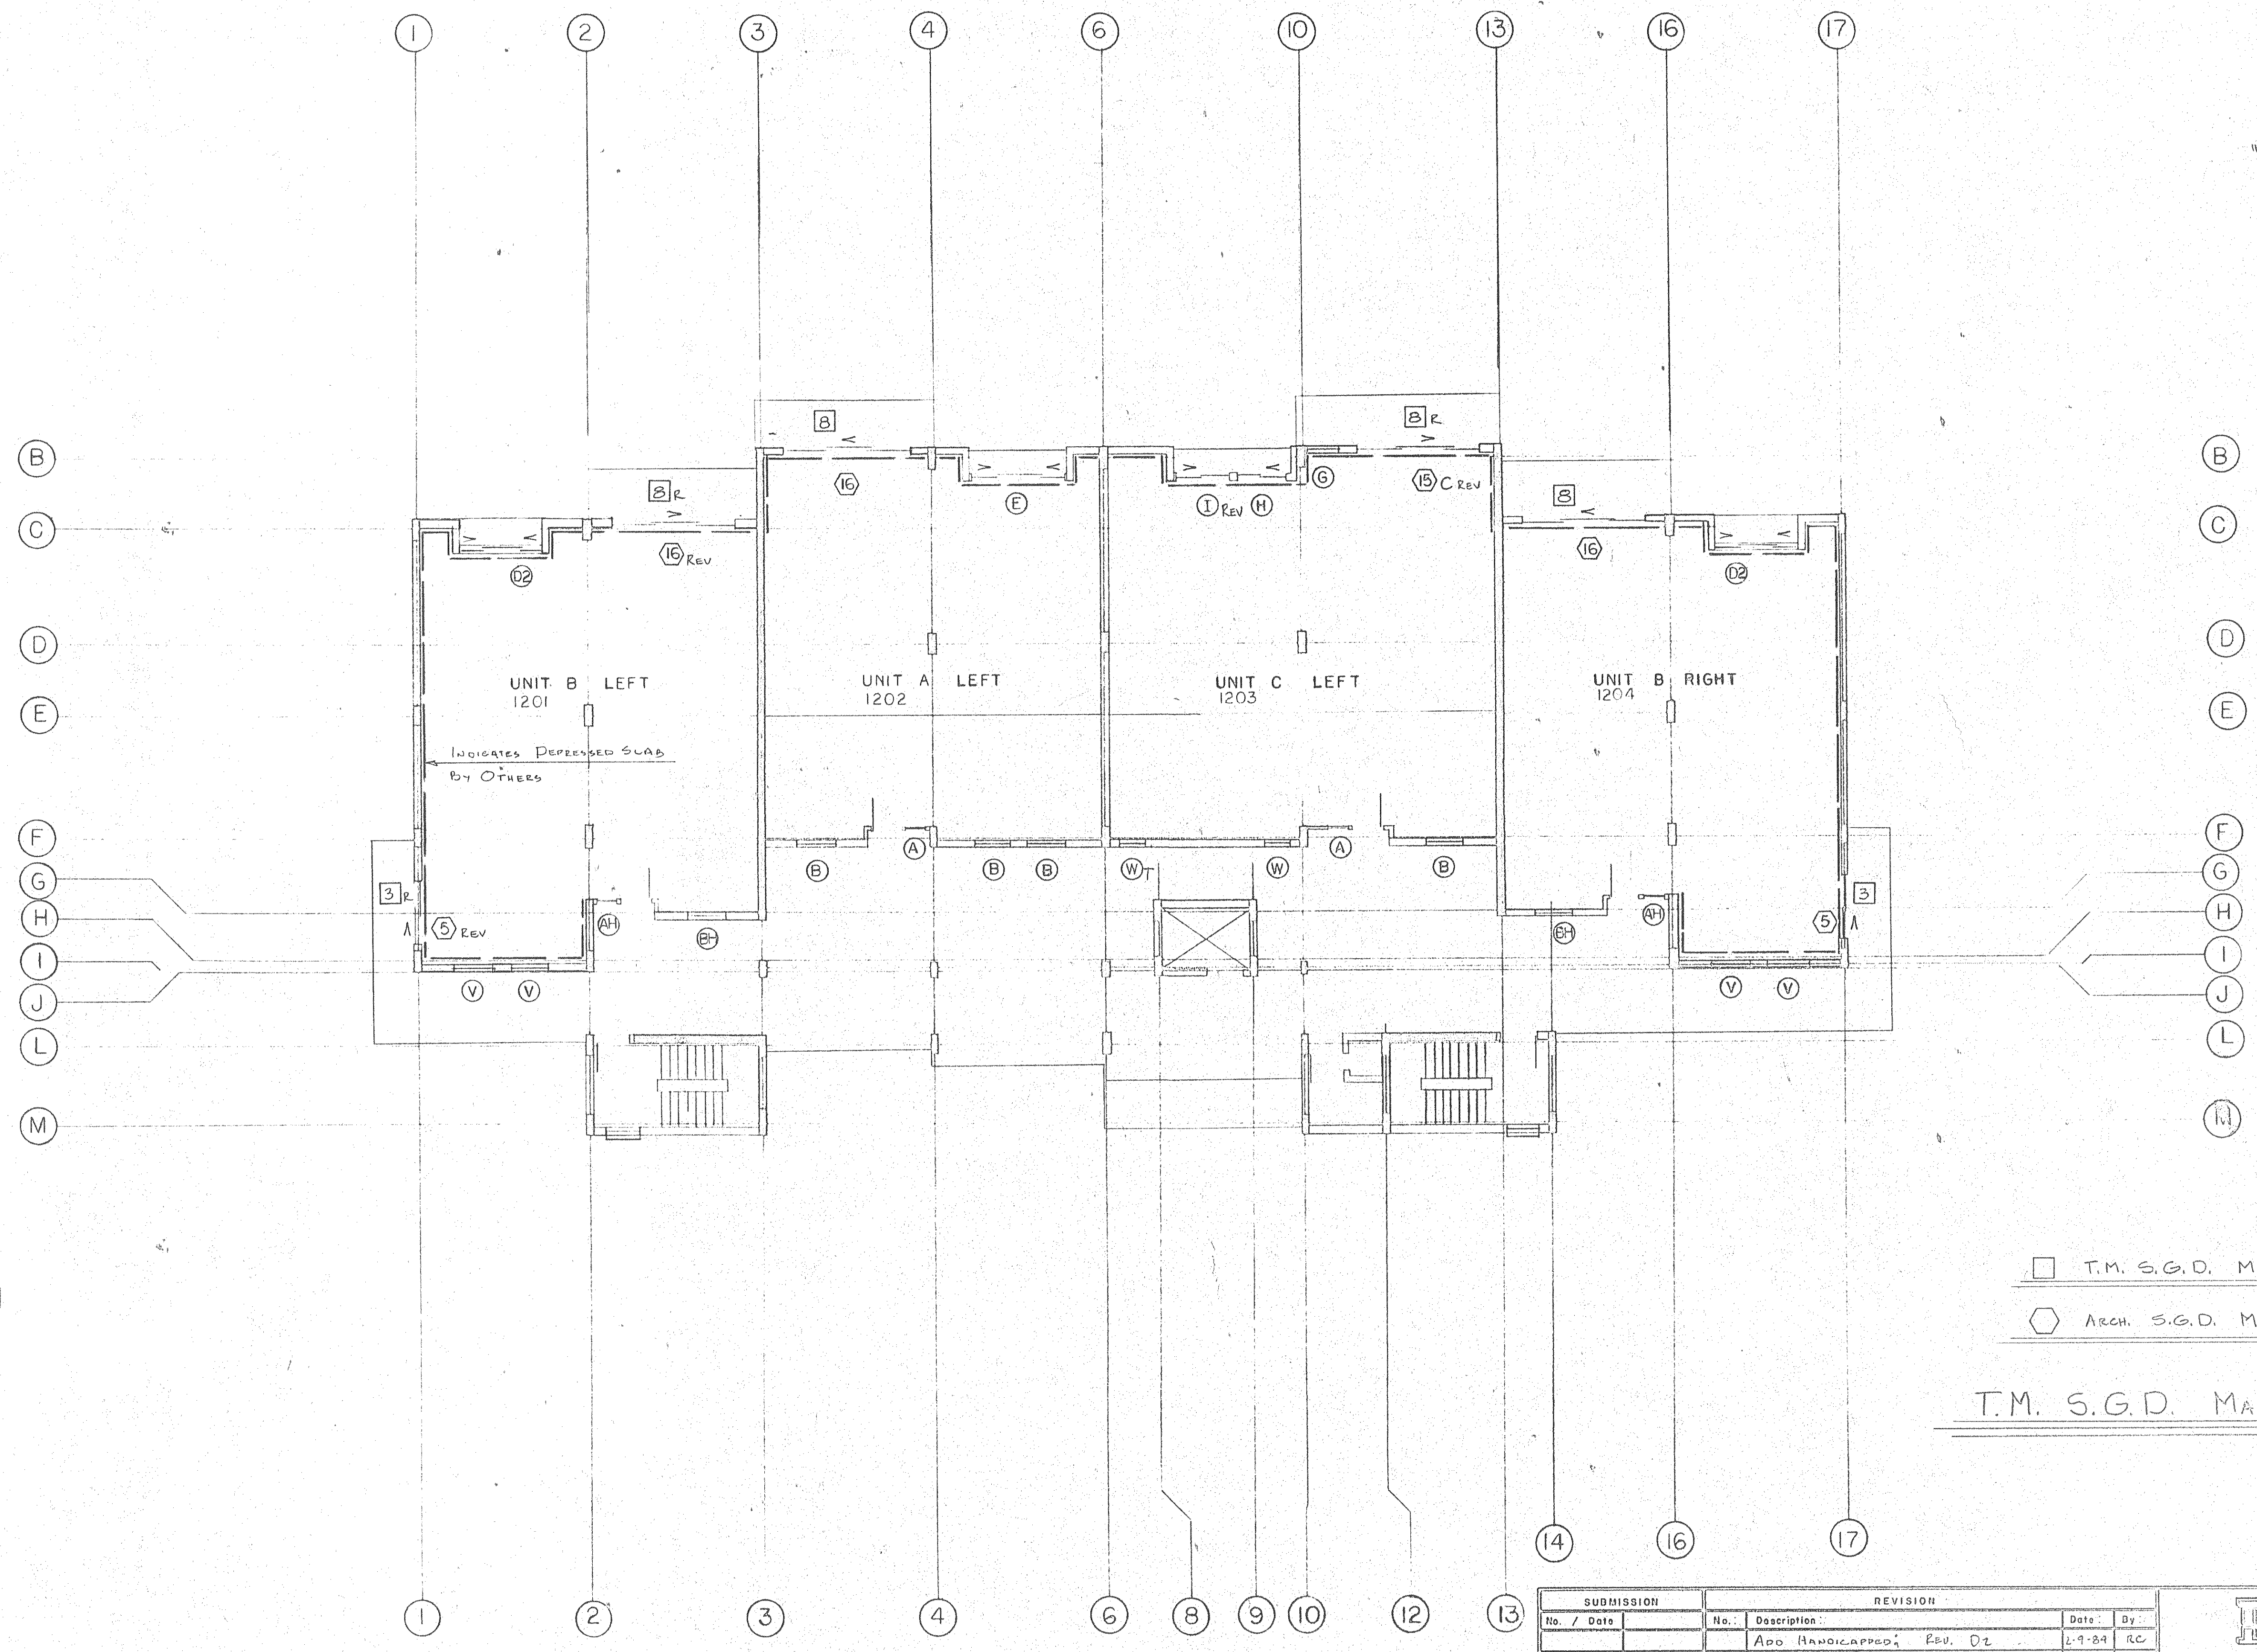 1 2 3 4 6 10 13 16 17
8 8 R
B 16 E I REV H G 15 C REV B
8 R 8
C D2 16 REV 16 D2 C
D D
UNIT B LEFT UNIT A LEFT UNIT C LEFT UNIT B RIGHT
1201 1202 1203 1204
E E
INDICATES DEPRESSED SLAB
BY OTHERS
F A A F
B B B W T W B
G 3 R 3 G
H 5 REV AH BH BH AH 5 H
I I
J V V V V J
L L
M M
T.M. S.G.D. M
ARCH. S.G.D. M
T.M. S.G.D. MA
14 16 17
1 2 3 4 6 8 9 10 12 13
SUBMISSION REVISION
No. / Date No.: Description: Date: By:
ADD HANDICAPPED; REV. D2 2-9-84 RC